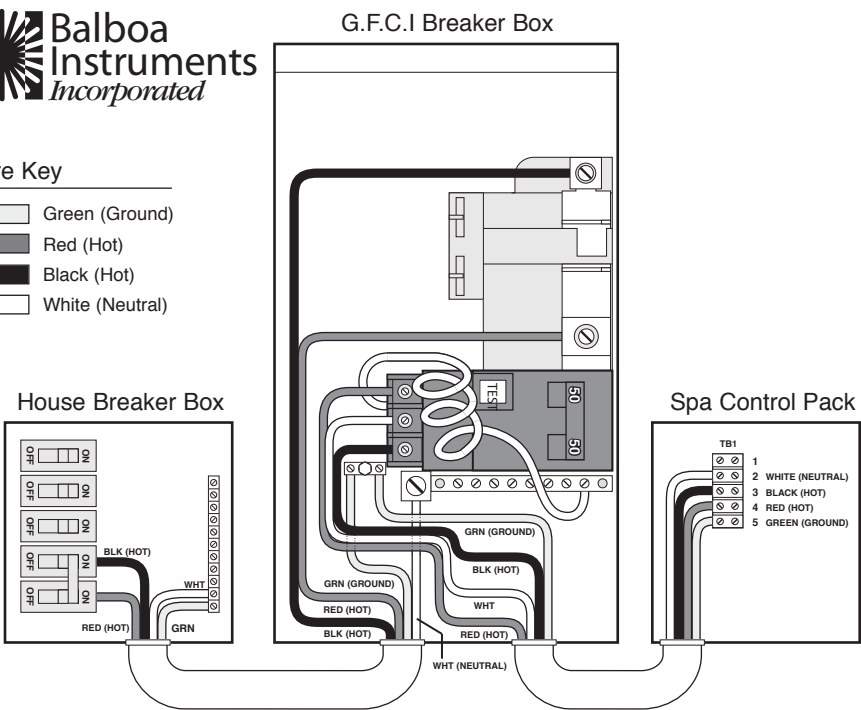 Balboa
Instruments
Incorporated
G.F.C.I Breaker Box
re Key
Green (Ground)
Red (Hot)
Black (Hot)
White (Neutral)
House Breaker Box
OFF ON
OFF ON
OFF ON
OFF ON
OFF ON
BLK (HOT)
WHT
RED (HOT)
GRN
TEST
50
50
GRN (GROUND)
BLK (HOT)
GRN (GROUND)
RED (HOT)
WHT
BLK (HOT)
RED (HOT)
WHT (NEUTRAL)
Spa Control Pack
TB1
1
2 WHITE (NEUTRAL)
3 BLACK (HOT)
4 RED (HOT)
5 GREEN (GROUND)